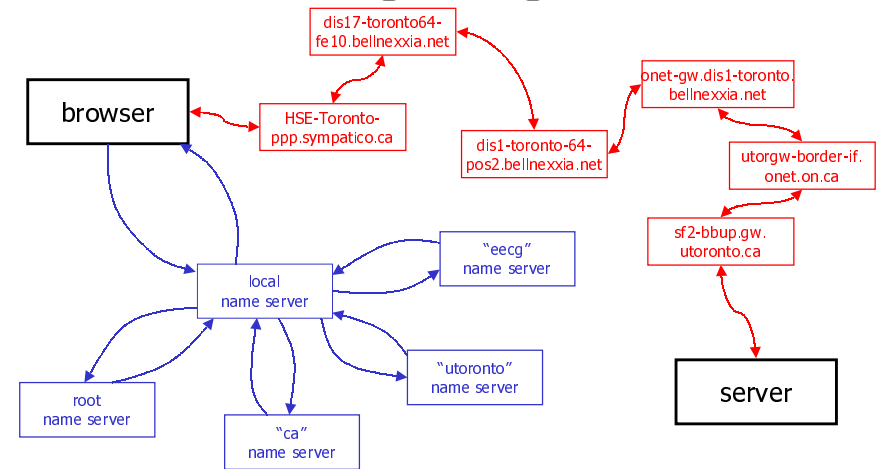 dis17-toronto64-
fe10.bellnexxia.net
onet-gw.dis1-toronto.
bellnexxia.net
browser
HSE-Toronto-
ppp.sympatico.ca
dis1-toronto-64-
pos2.bellnexxia.net
utorgw-border-if.
onet.on.ca
sf2-bbup.gw.
utoronto.ca
“eecg”
name server
local
name server
“utoronto”
name server
server
root
name server
“ca”
name server